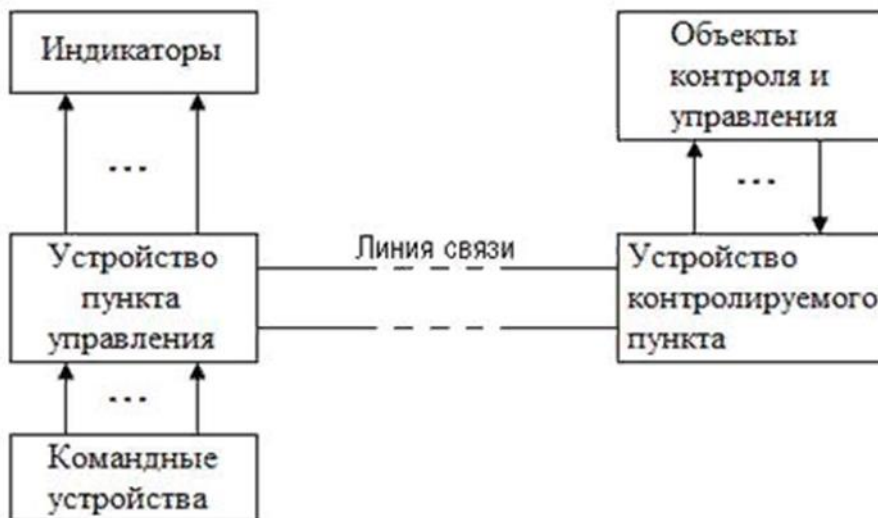 Индикаторы
Объекты
контроля и
управления
Линия связи
Устройство
пункта
управления
Устройство
контролируемого
пункта
Командные
устройства